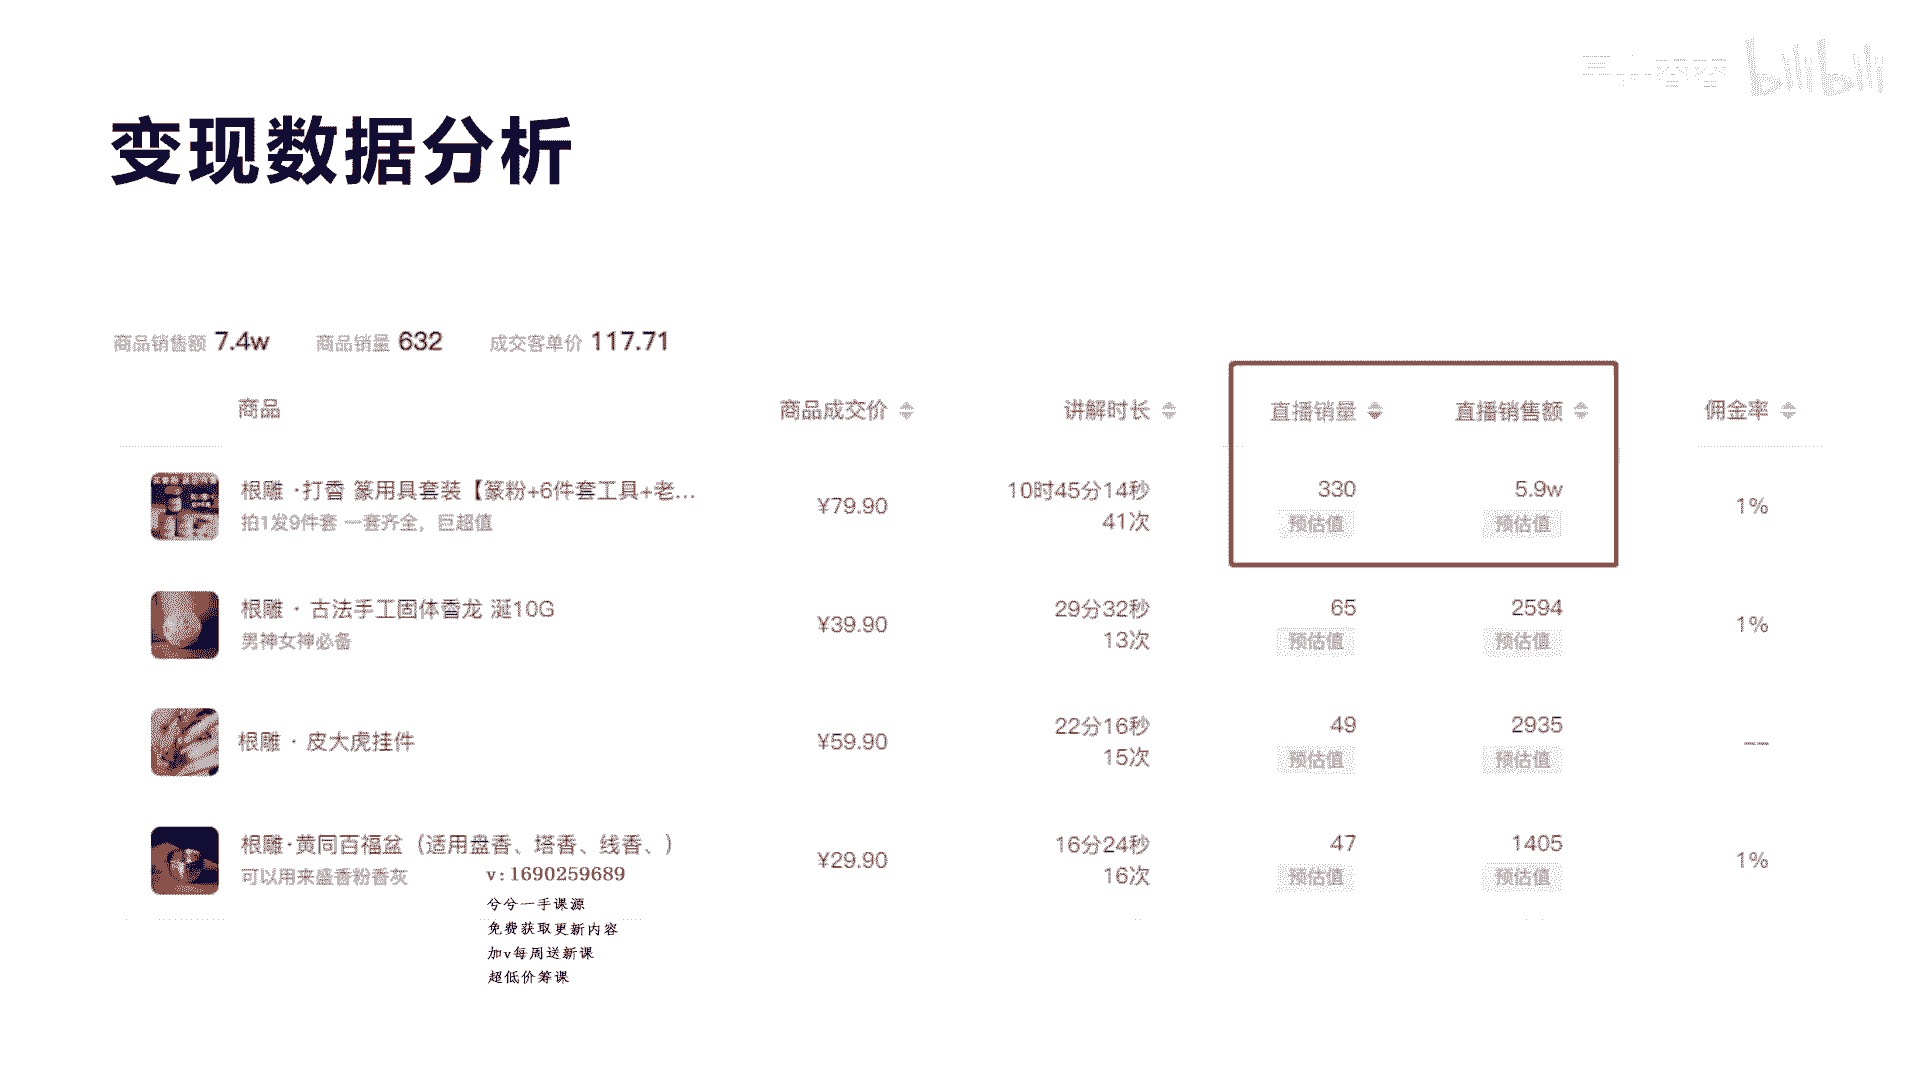 bilibili
变现数据分析
商品销售额 7.4w 商品销量 632 成交客单价 117.71
商品 商品成交价 讲解时长 直播销量 直播销售额 佣金率
根雕 ·打香 篆用具套装【篆粉+6件套工具+老... ¥79.90 10时45分14秒 330 5.9w 1%
拍1发9件套 一套齐全，巨超值 41次 预估值 预估值
根雕 · 古法手工固体香龙 涎10G ¥39.90 29分32秒 65 2594 1%
男神女神必备 13次 预估值 预估值
根雕 · 皮大虎挂件 ¥59.90 22分16秒 49 2935 —
15次 预估值 预估值
根雕·黄同百福盆（适用盘香、塔香、线香、） ¥29.90 16分24秒 47 1405 1%
可以用来盛香粉香灰 16次 预估值 预估值
v:1690259689
兮兮一手课源
免费获取更新内容
加v每周送新课
超低价筹课